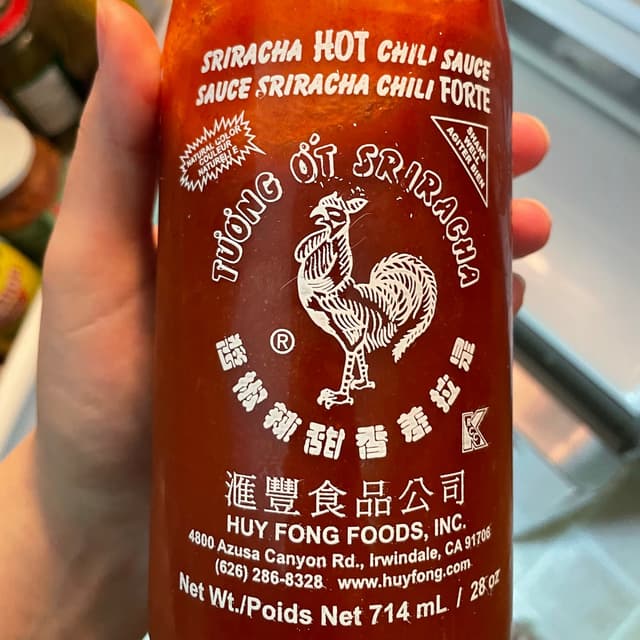 SRIRACHA HOT CHILI SAUCE
SAUCE SRIRACHA CHILI FORTE
NATURAL COLOR
COULEUR
NATURELLE
SHAKE
WELL
AGITER BIEN
TƯƠNG ỚT SRIRACHA
®
是拉差香甜辣椒醬
K
滙豐食品公司
HUY FONG FOODS, INC.
4800 Azusa Canyon Rd., Irwindale, CA 91706
(626) 286-8328 www.huyfong.com
Net Wt./Poids Net 714 mL / 28 oz